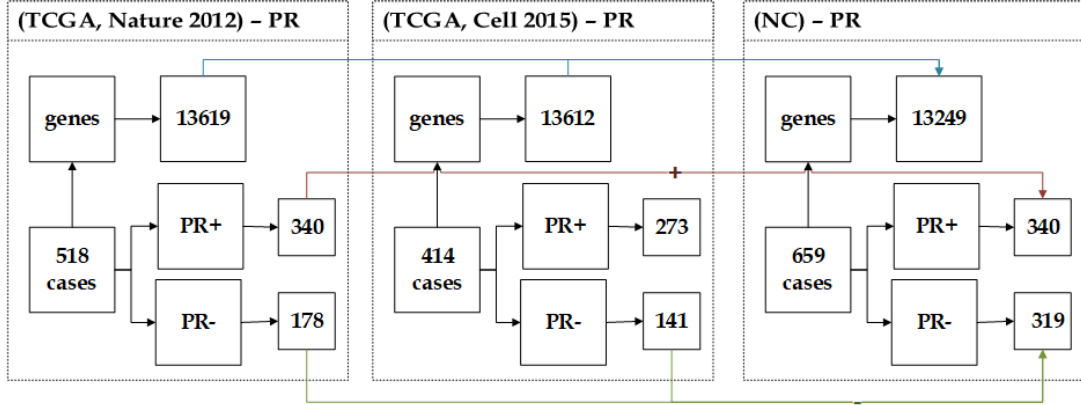 (TCGA, Nature 2012) – PR
genes
13619
518
cases
PR+
340
PR-
178
(TCGA, Cell 2015) – PR
genes
13612
414
cases
PR+
273
PR-
141
(NC) – PR
genes
13249
659
cases
PR+
340
PR-
319
+
-